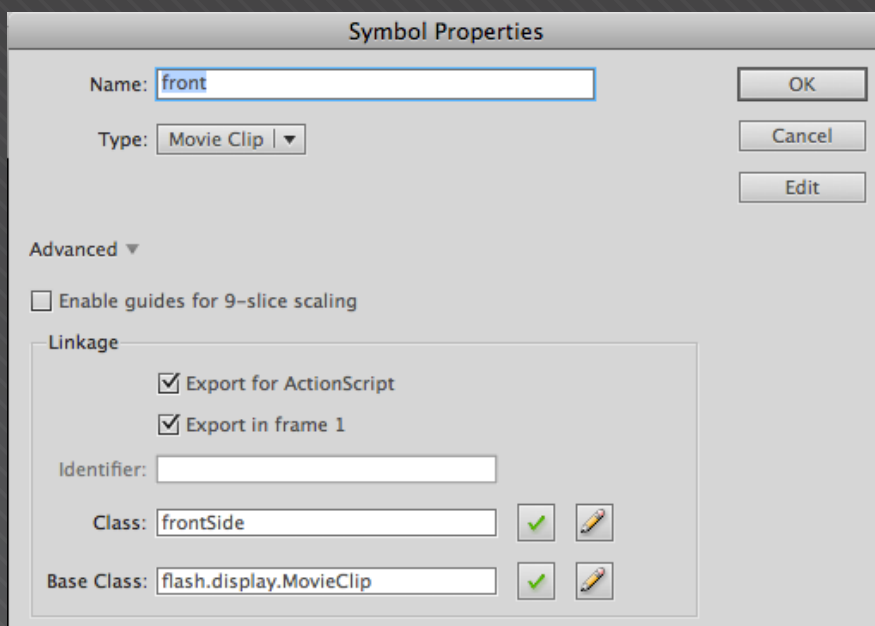 Symbol Properties
Name: front
OK
Type: Movie Clip
Cancel
Edit
Advanced
Enable guides for 9-slice scaling
Linkage
Export for ActionScript
Export in frame 1
Identifier:
Class: frontSide
Base Class: flash.display.MovieClip